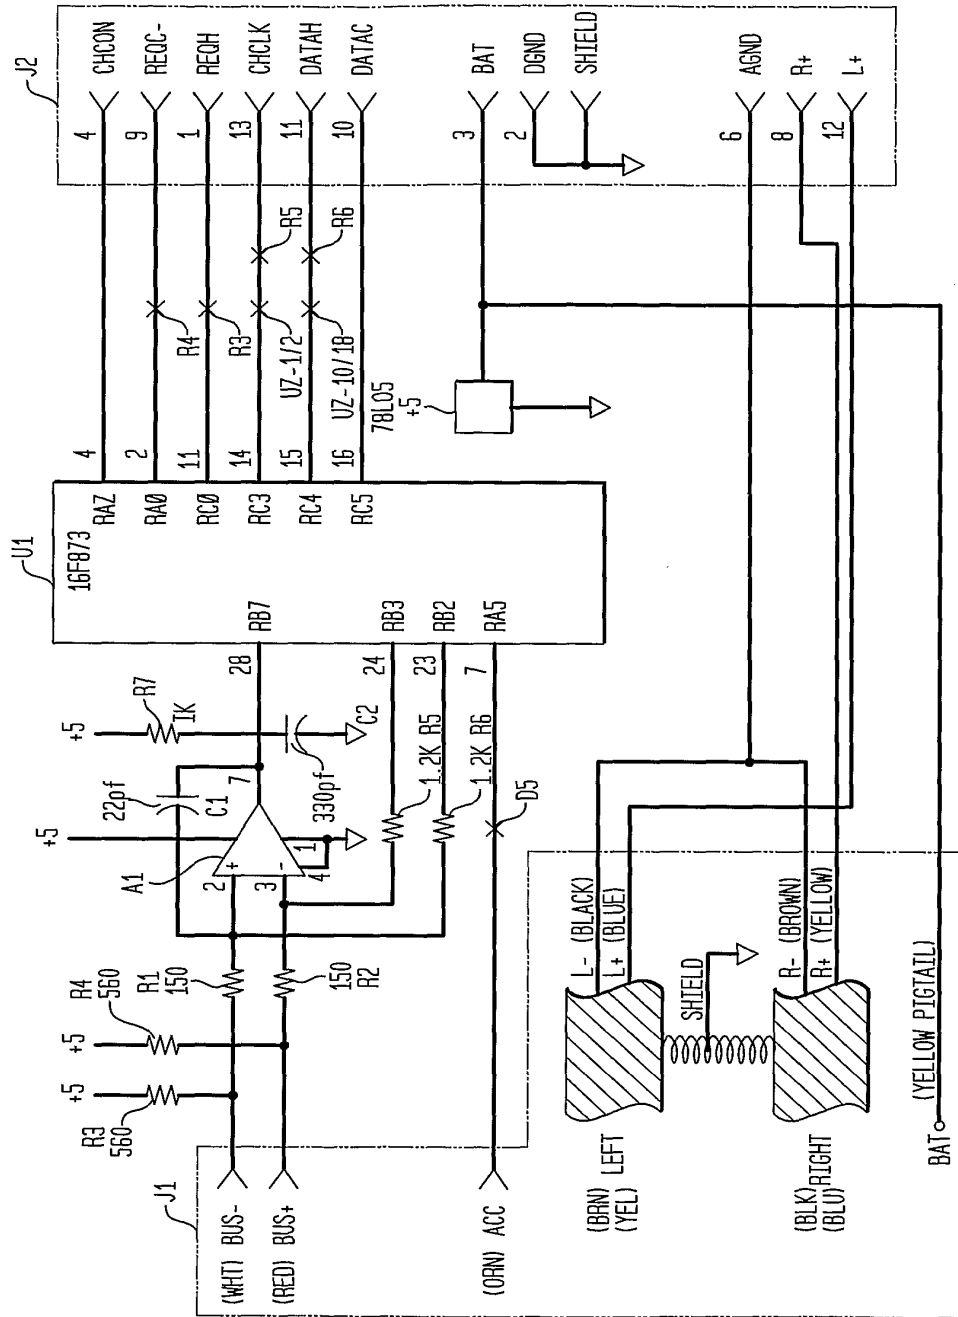 J2
4 CHCON
9 REQC-
1 REQH
13 CHCLK
11 DATAH
10 DATAC
3 BAT
2 DGND
SHIELD
6 AGND
8 R+
12 L+
R5
R6
R4
R3
UZ-1/2
UZ-10/18
78L05
+5
U1
16F873
4 RAZ
2 RA0
11 RC0
14 RC3
15 RC4
16 RC5
RB7 28
RB3 24
RB2 23
RA5 7
+5
R7
1K
C2
330pf
22pf
C1
+5
A1
2 +
3 -
7
1
4
1.2K R5
1.2K R6
D5
R1
150
150
R2
+5
R4
560
+5
R3
560
J1
(WHT) BUS-
(RED) BUS+
(ORN) ACC
L- (BLACK)
L+ (BLUE)
SHIELD
R- (BROWN)
R+ (YELLOW)
(BRN) LEFT
(YEL)
(BLK) RIGHT
(BLU)
(YELLOW PIGTAIL)
BAT